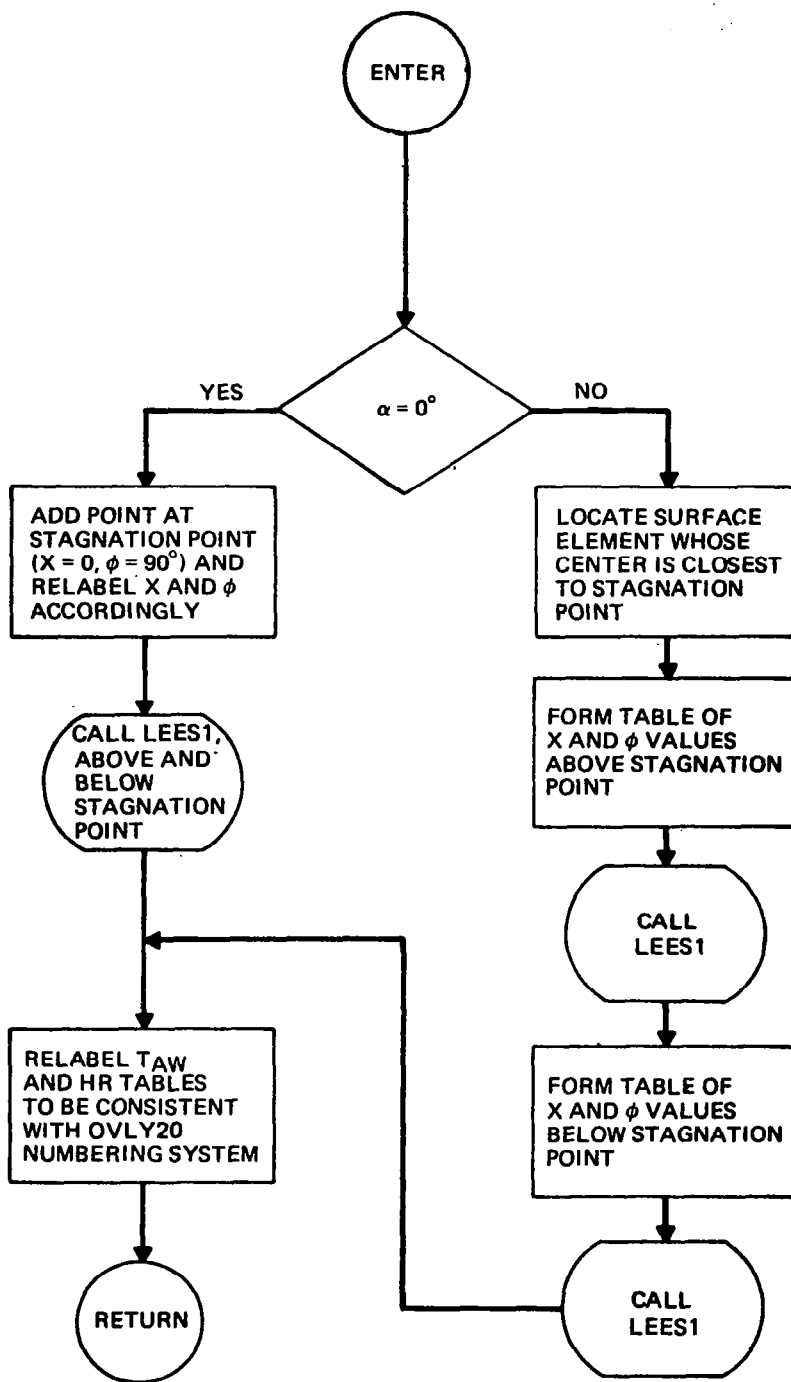 ENTER
α = 0°
YES
NO
ADD POINT AT
STAGNATION POINT
(X = 0, φ = 90°) AND
RELABEL X AND φ
ACCORDINGLY
CALL LEES1,
ABOVE AND
BELOW
STAGNATION
POINT
RELABEL TAW
AND HR TABLES
TO BE CONSISTENT
WITH OVLY20
NUMBERING SYSTEM
RETURN
LOCATE SURFACE
ELEMENT WHOSE
CENTER IS CLOSEST
TO STAGNATION
POINT
FORM TABLE OF
X AND φ VALUES
ABOVE STAGNATION
POINT
CALL
LEES1
FORM TABLE OF
X AND φ VALUES
BELOW STAGNATION
POINT
CALL
LEES1